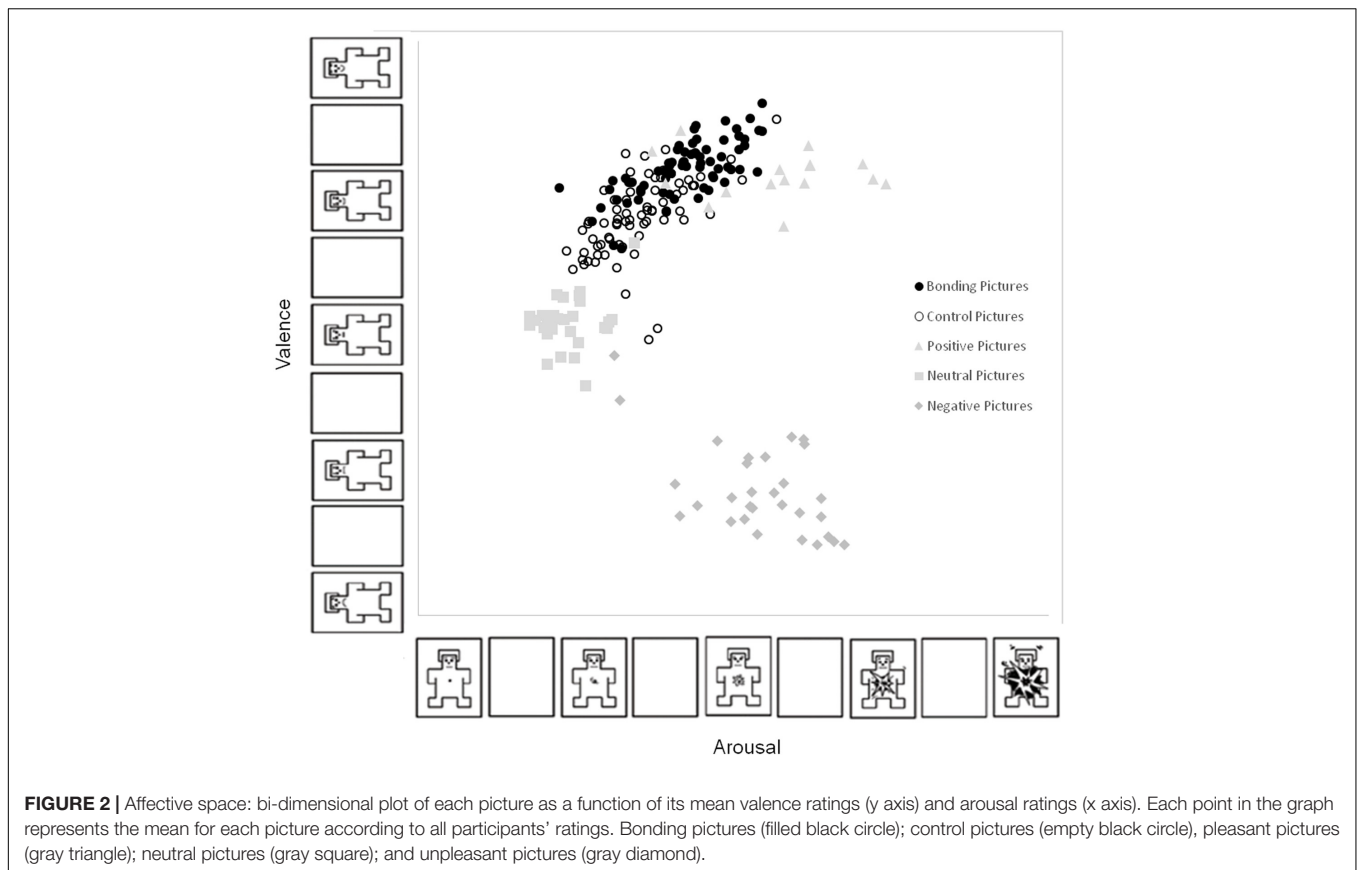 Valence
Bonding Pictures
Control Pictures
Positive Pictures
Neutral Pictures
Negative Pictures
Arousal
FIGURE 2 | Affective space: bi-dimensional plot of each picture as a function of its mean valence ratings (y axis) and arousal ratings (x axis). Each point in the graph
represents the mean for each picture according to all participants’ ratings. Bonding pictures (filled black circle); control pictures (empty black circle), pleasant pictures
(gray triangle); neutral pictures (gray square); and unpleasant pictures (gray diamond).